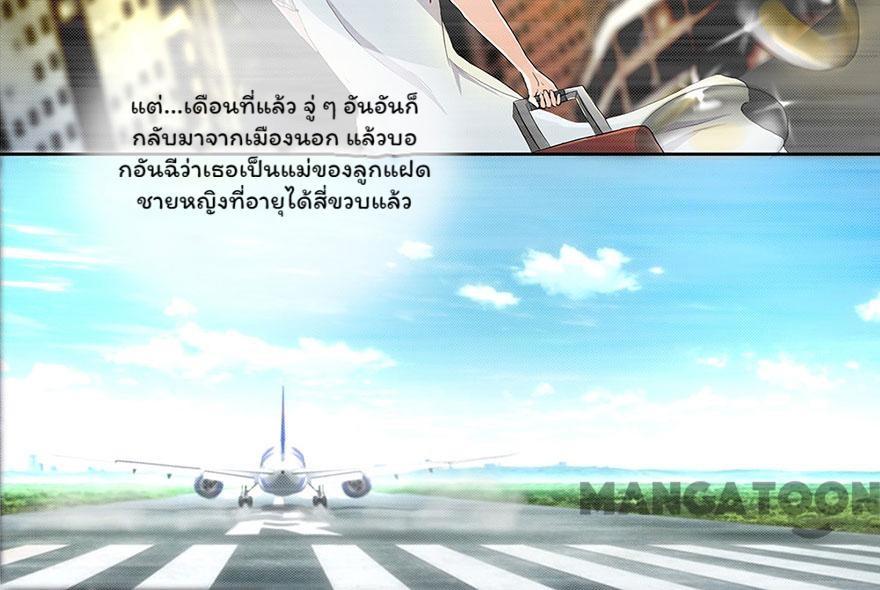 แต่...เดือนที่แล้ว จู่ ๆ อันอันก็
กลับมาจากเมืองนอก แล้วบอ
กอันฉีว่าเธอเป็นแม่ของลูกแฝด
ชายหญิงที่อายุได้สี่ขวบแล้ว
MANGATOON
R